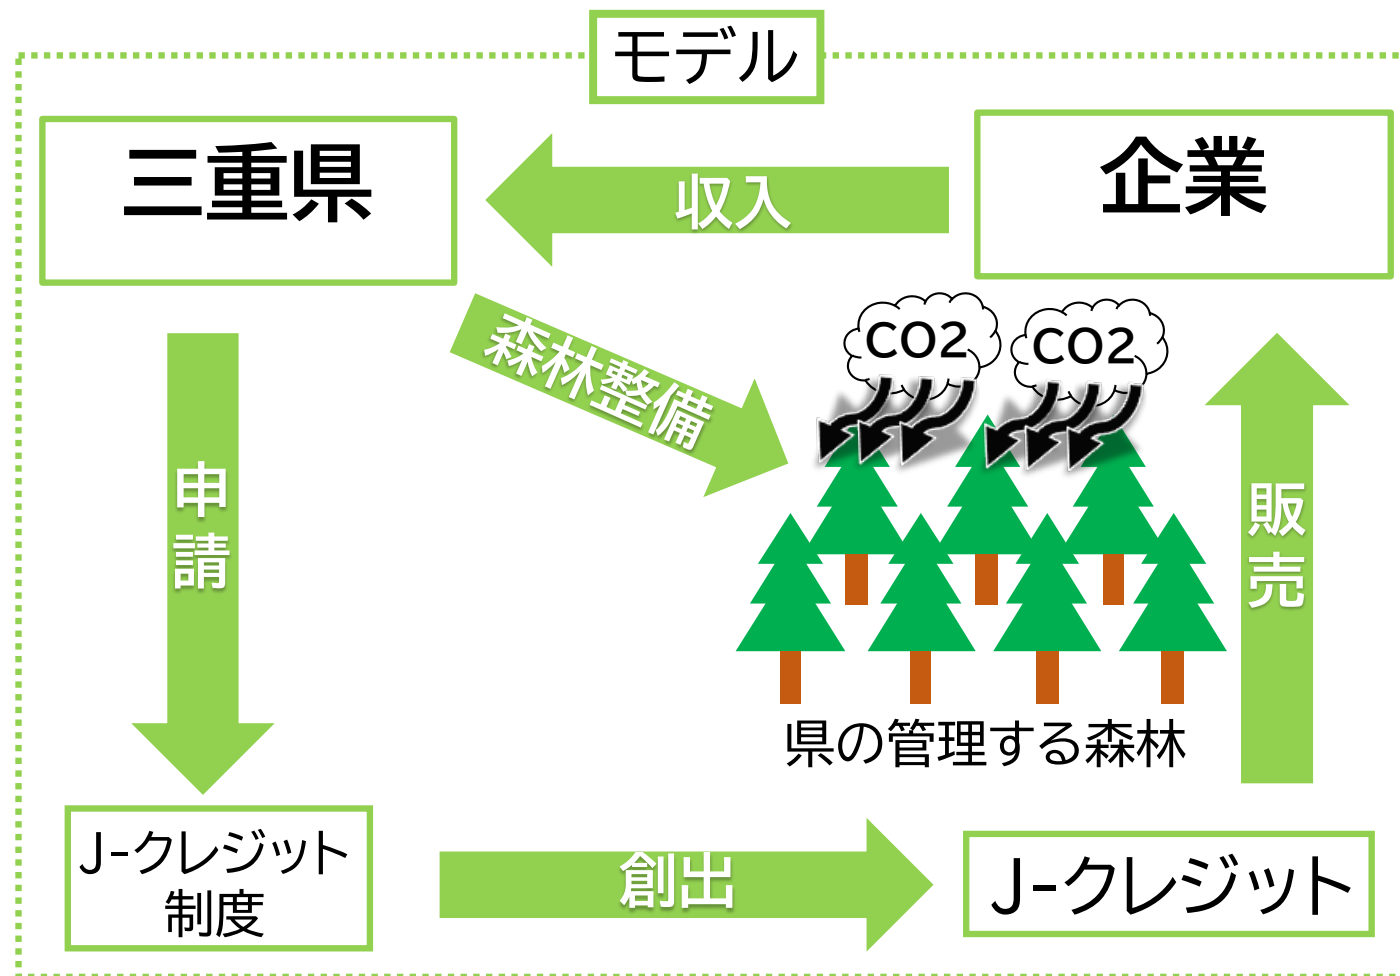 モデル
三重県
企業
収入
森林整備
CO2
CO2
申請
販売
県の管理する森林
J-クレジット
制度
創出
J-クレジット